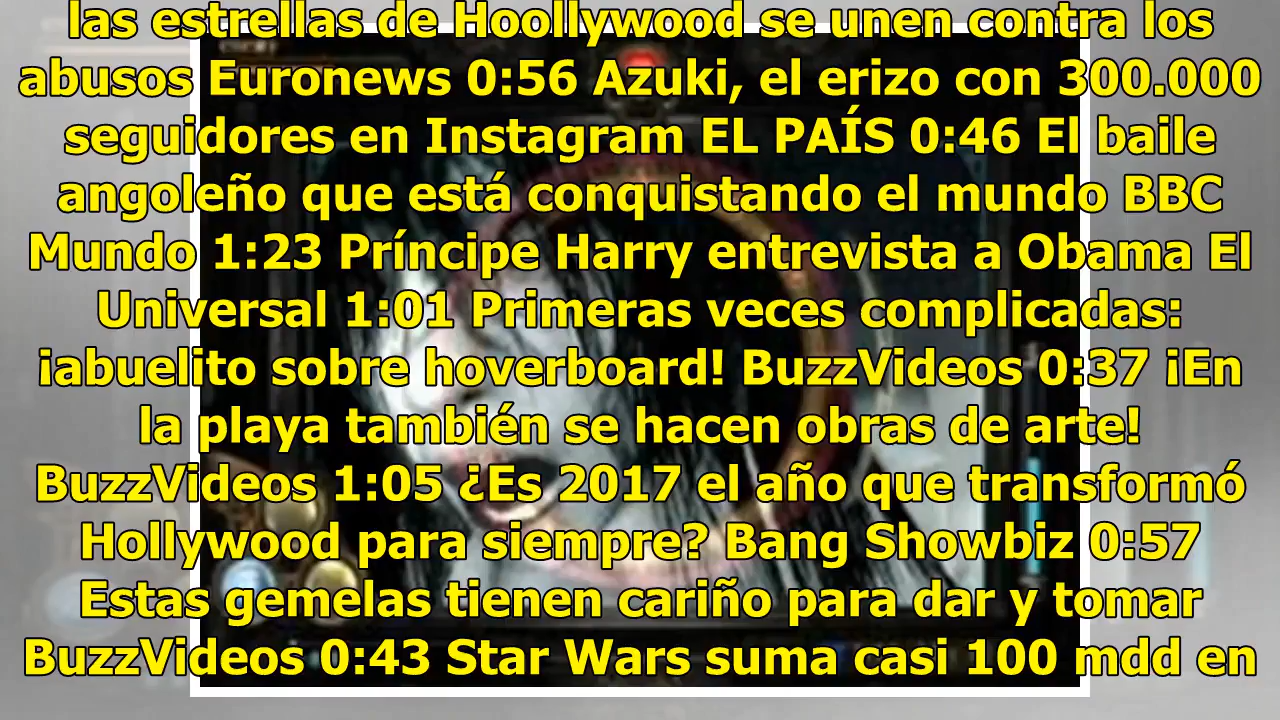 las estrellas de Hoollywood se unen contra los
abusos Euronews 0:56 Azuki, el erizo con 300.000
seguidores en Instagram EL PAÍS 0:46 El baile
angoleño que está conquistando el mundo BBC
Mundo 1:23 Príncipe Harry entrevista a Obama El
Universal 1:01 Primeras veces complicadas:
¡abuelito sobre hoverboard! BuzzVideos 0:37 ¡En
la playa también se hacen obras de arte!
BuzzVideos 1:05 ¿Es 2017 el año que transformó
Hollywood para siempre? Bang Showbiz 0:57
Estas gemelas tienen cariño para dar y tomar
BuzzVideos 0:43 Star Wars suma casi 100 mdd en